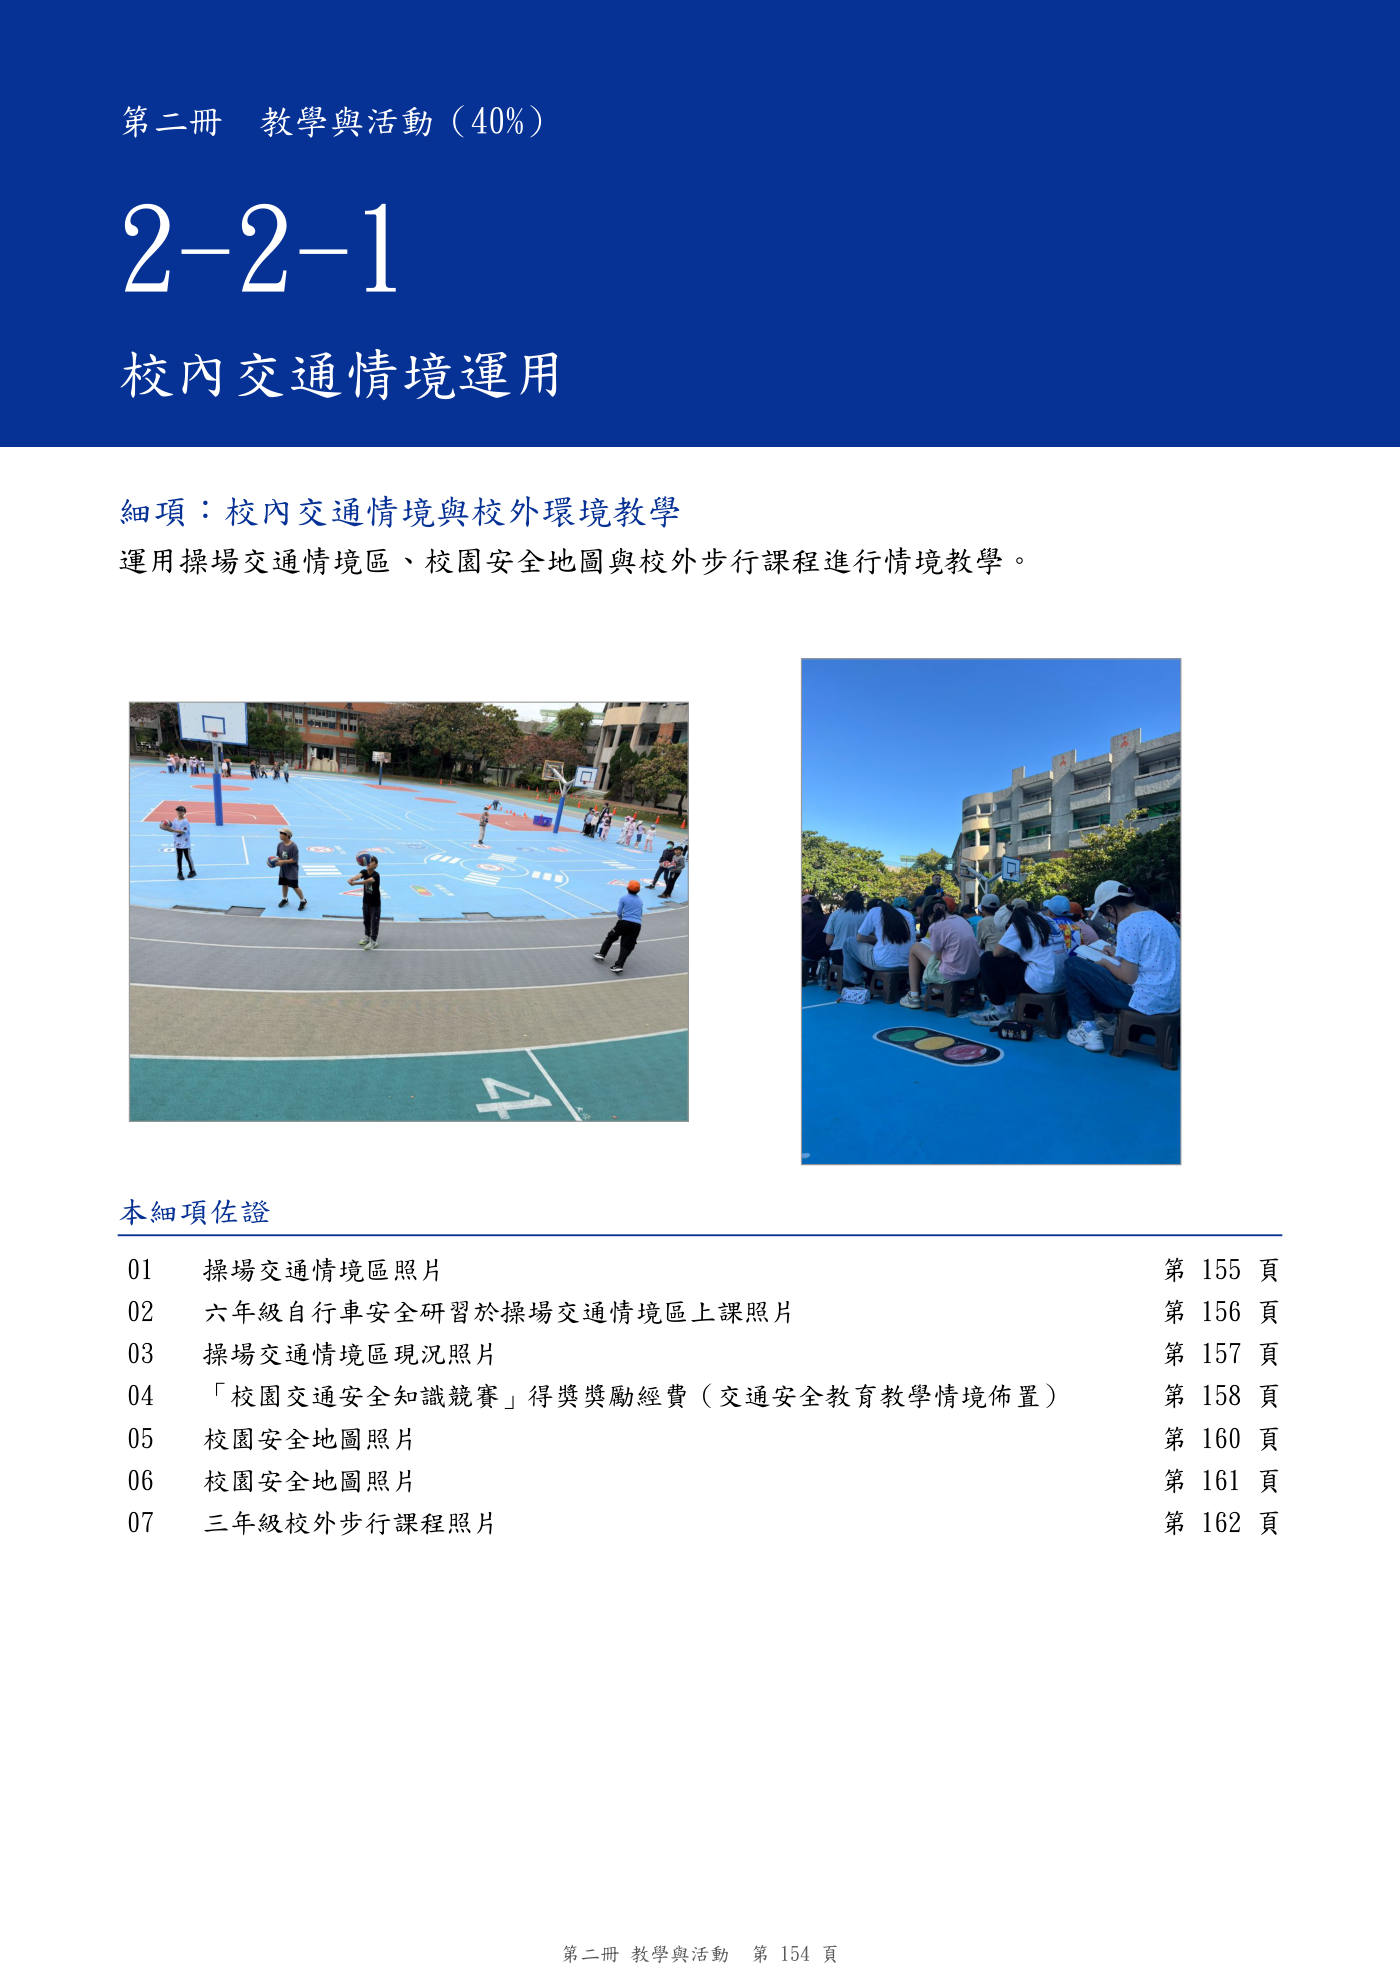 第二冊　教學與活動（40%）
2-2-1
校內交通情境運用
細項：校內交通情境與校外環境教學
運用操場交通情境區、校園安全地圖與校外步行課程進行情境教學。
4
本細項佐證
01 操場交通情境區照片 第 155 頁
02 六年級自行車安全研習於操場交通情境區上課照片 第 156 頁
03 操場交通情境區現況照片 第 157 頁
04 「校園交通安全知識競賽」得獎獎勵經費（交通安全教育教學情境佈置） 第 158 頁
05 校園安全地圖照片 第 160 頁
06 校園安全地圖照片 第 161 頁
07 三年級校外步行課程照片 第 162 頁
第二冊 教學與活動　第 154 頁